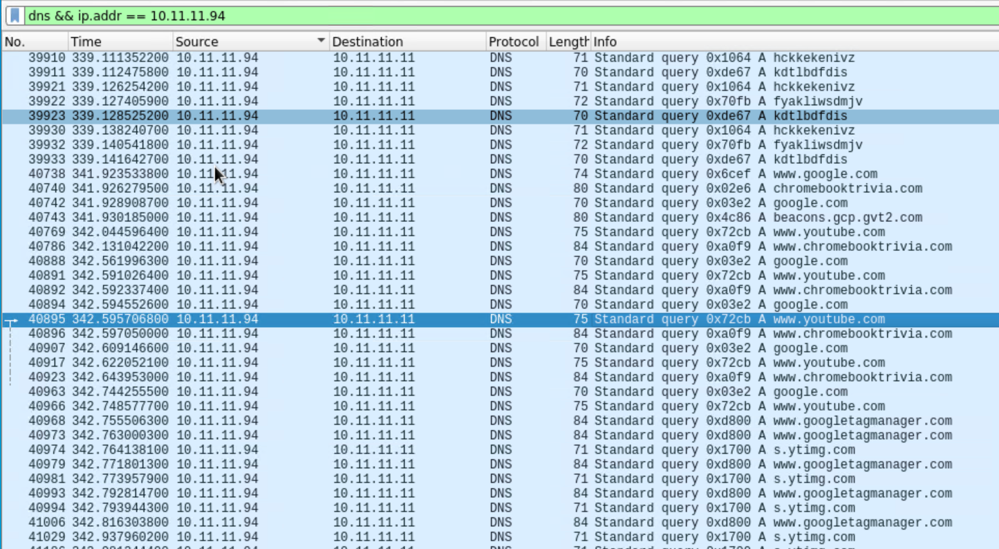 dns && ip.addr == 10.11.11.94
No. Time Source Destination Protocol Length Info
39910 339.111352200 10.11.11.94 10.11.11.11 DNS 71 Standard query 0x1064 A hckkekenivz
39911 339.112475800 10.11.11.94 10.11.11.11 DNS 70 Standard query 0xde67 A kdtlbdfdis
39921 339.126254200 10.11.11.94 10.11.11.11 DNS 71 Standard query 0x1064 A hckkekenivz
39922 339.127405900 10.11.11.94 10.11.11.11 DNS 72 Standard query 0x70fb A fyakliwsdmjv
39923 339.128525200 10.11.11.94 10.11.11.11 DNS 70 Standard query 0xde67 A kdtlbdfdis
39930 339.138240700 10.11.11.94 10.11.11.11 DNS 71 Standard query 0x1064 A hckkekenivz
39932 339.140541800 10.11.11.94 10.11.11.11 DNS 72 Standard query 0x70fb A fyakliwsdmjv
39933 339.141642700 10.11.11.94 10.11.11.11 DNS 70 Standard query 0xde67 A kdtlbdfdis
40738 341.923533800 10.11.11.94 10.11.11.11 DNS 74 Standard query 0x6cef A www.google.com
40740 341.926279500 10.11.11.94 10.11.11.11 DNS 80 Standard query 0x02e6 A chromebooktrivia.com
40742 341.928908700 10.11.11.94 10.11.11.11 DNS 70 Standard query 0x03e2 A google.com
40743 341.930185000 10.11.11.94 10.11.11.11 DNS 80 Standard query 0x4c86 A beacons.gcp.gvt2.com
40769 342.044596400 10.11.11.94 10.11.11.11 DNS 75 Standard query 0x72cb A www.youtube.com
40786 342.131042200 10.11.11.94 10.11.11.11 DNS 84 Standard query 0xa0f9 A www.chromebooktrivia.com
40888 342.561996300 10.11.11.94 10.11.11.11 DNS 70 Standard query 0x03e2 A google.com
40891 342.591026400 10.11.11.94 10.11.11.11 DNS 75 Standard query 0x72cb A www.youtube.com
40892 342.592337400 10.11.11.94 10.11.11.11 DNS 84 Standard query 0xa0f9 A www.chromebooktrivia.com
40894 342.594552600 10.11.11.94 10.11.11.11 DNS 70 Standard query 0x03e2 A google.com
40895 342.595706800 10.11.11.94 10.11.11.11 DNS 75 Standard query 0x72cb A www.youtube.com
40896 342.597050000 10.11.11.94 10.11.11.11 DNS 84 Standard query 0xa0f9 A www.chromebooktrivia.com
40907 342.609146600 10.11.11.94 10.11.11.11 DNS 70 Standard query 0x03e2 A google.com
40917 342.622052100 10.11.11.94 10.11.11.11 DNS 75 Standard query 0x72cb A www.youtube.com
40923 342.643953000 10.11.11.94 10.11.11.11 DNS 84 Standard query 0xa0f9 A www.chromebooktrivia.com
40963 342.744255500 10.11.11.94 10.11.11.11 DNS 70 Standard query 0x03e2 A google.com
40966 342.748577700 10.11.11.94 10.11.11.11 DNS 75 Standard query 0x72cb A www.youtube.com
40968 342.755506300 10.11.11.94 10.11.11.11 DNS 84 Standard query 0xd800 A www.googletagmanager.com
40973 342.763000300 10.11.11.94 10.11.11.11 DNS 84 Standard query 0xd800 A www.googletagmanager.com
40974 342.764138100 10.11.11.94 10.11.11.11 DNS 71 Standard query 0x1700 A s.ytimg.com
40979 342.771801300 10.11.11.94 10.11.11.11 DNS 84 Standard query 0xd800 A www.googletagmanager.com
40981 342.773957900 10.11.11.94 10.11.11.11 DNS 71 Standard query 0x1700 A s.ytimg.com
40993 342.792814700 10.11.11.94 10.11.11.11 DNS 84 Standard query 0xd800 A www.googletagmanager.com
40994 342.793944300 10.11.11.94 10.11.11.11 DNS 71 Standard query 0x1700 A s.ytimg.com
41006 342.816303800 10.11.11.94 10.11.11.11 DNS 84 Standard query 0xd800 A www.googletagmanager.com
41029 342.937960200 10.11.11.94 10.11.11.11 DNS 71 Standard query 0x1700 A s.ytimg.com